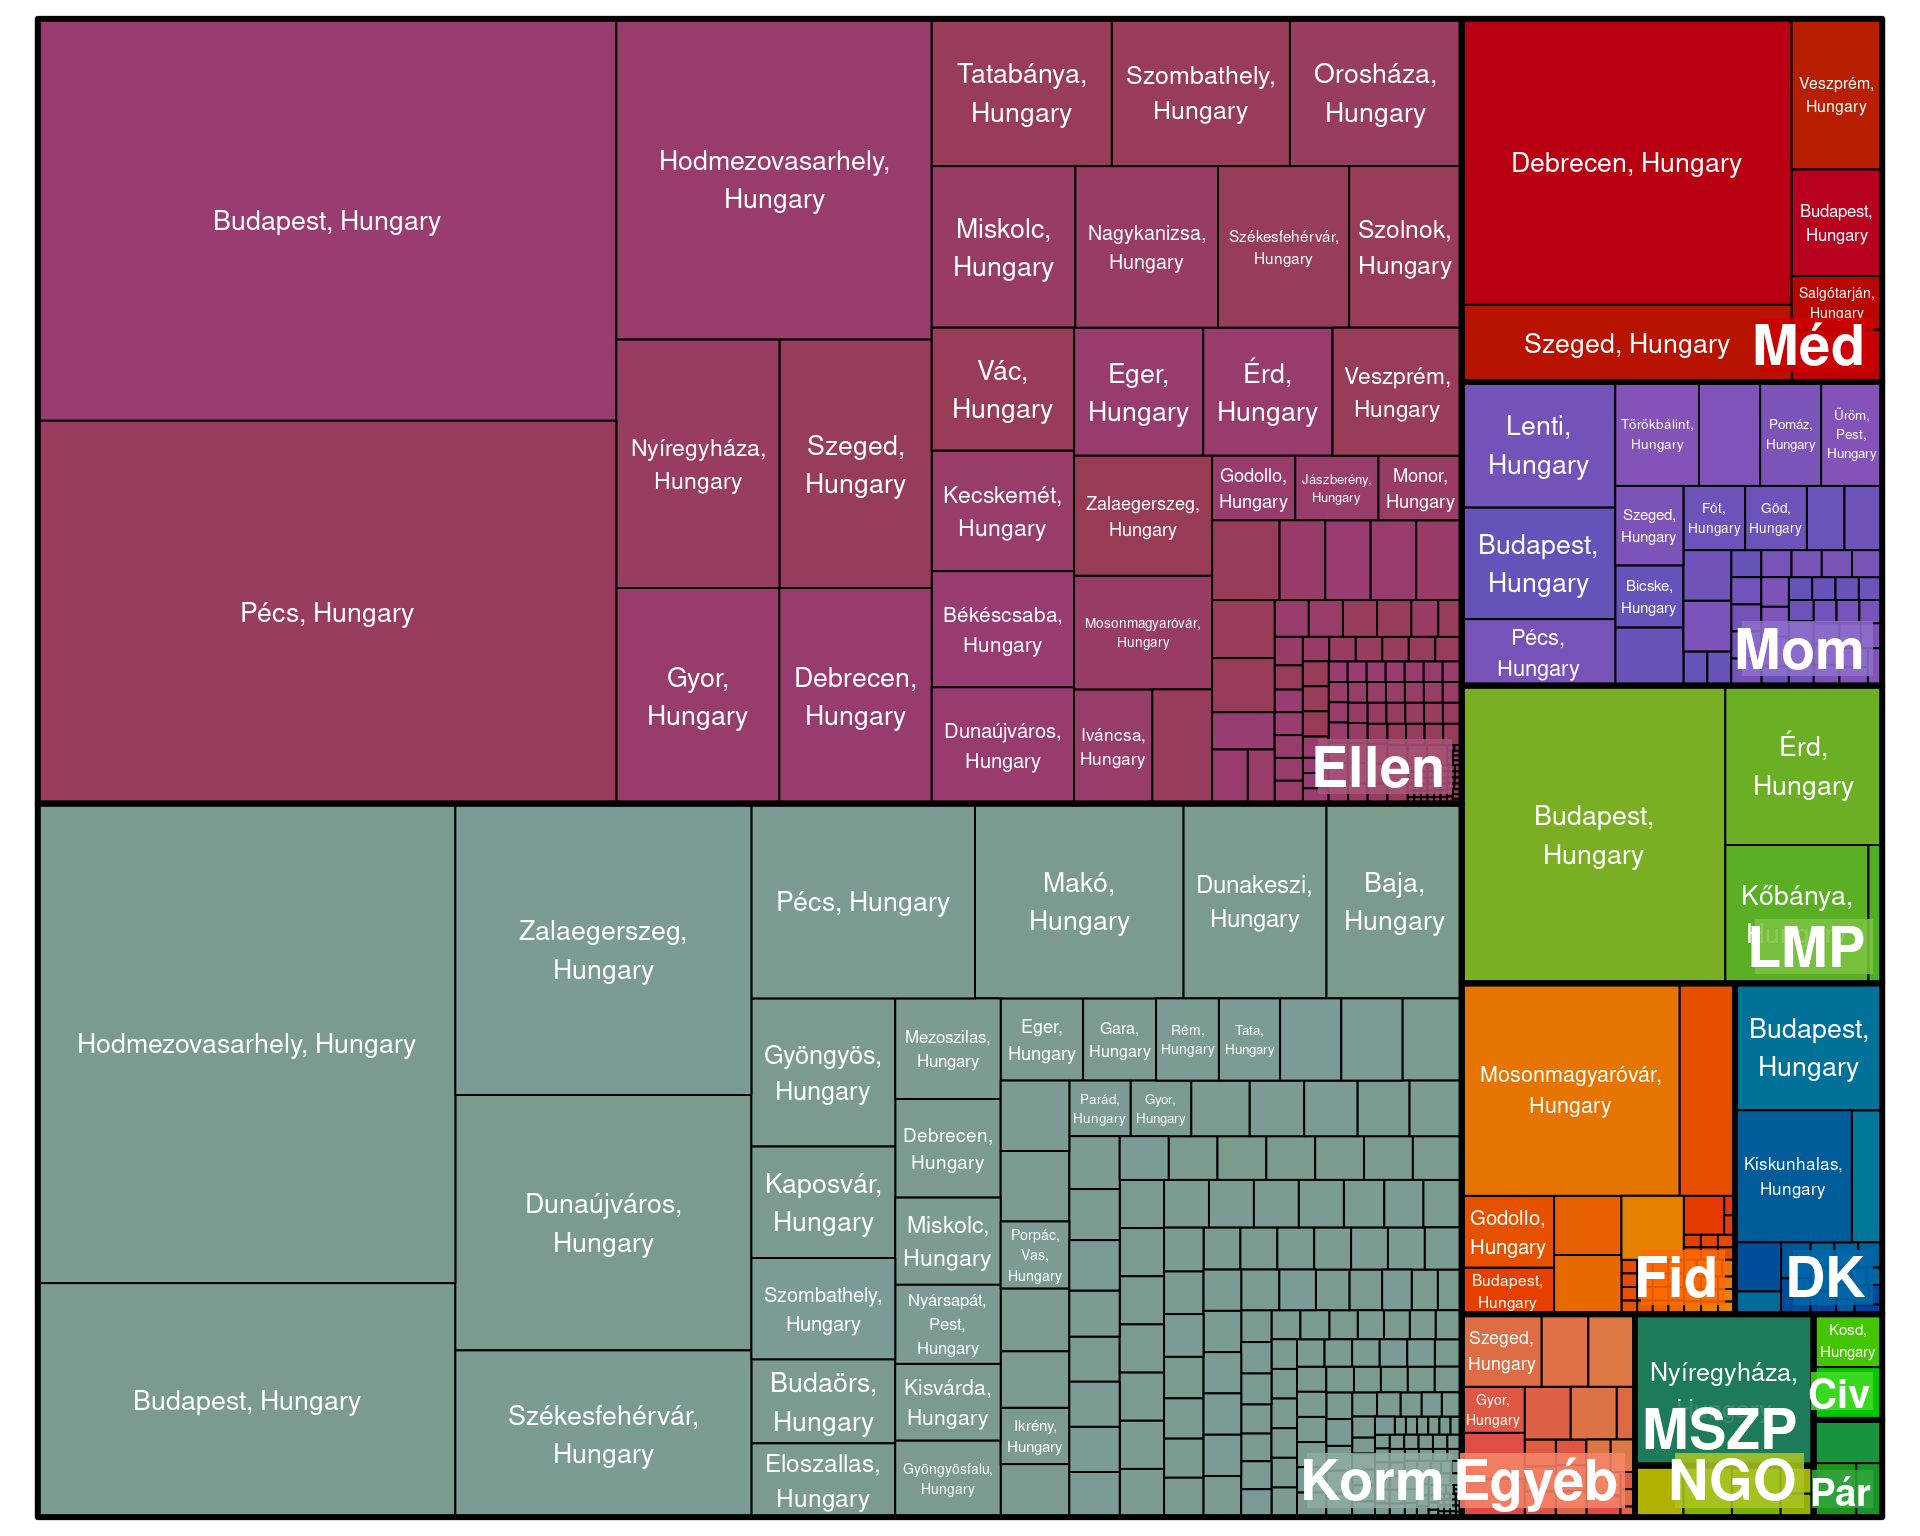 Budapest, Hungary
Pécs, Hungary
Hodmezovasarhely,
Hungary
Nyíregyháza,
Hungary
Szeged,
Hungary
Gyor,
Hungary
Debrecen,
Hungary
Tatabánya,
Hungary
Szombathely,
Hungary
Orosháza,
Hungary
Miskolc,
Hungary
Nagykanizsa,
Hungary
Székesfehérvár,
Hungary
Szolnok,
Hungary
Vác,
Hungary
Eger,
Hungary
Érd,
Hungary
Veszprém,
Hungary
Kecskemét,
Hungary
Zalaegerszeg,
Hungary
Godollo,
Hungary
Jászberény,
Hungary
Monor,
Hungary
Békéscsaba,
Hungary
Mosonmagyaróvár,
Hungary
Dunaújváros,
Hungary
Iváncsa,
Hungary
Ellen
Hodmezovasarhely, Hungary
Budapest, Hungary
Zalaegerszeg,
Hungary
Dunaújváros,
Hungary
Székesfehérvár,
Hungary
Pécs, Hungary
Makó,
Hungary
Dunakeszi,
Hungary
Baja,
Hungary
Gyöngyös,
Hungary
Kaposvár,
Hungary
Szombathely,
Hungary
Budaörs,
Hungary
Eloszallas,
Hungary
Mezoszilas,
Hungary
Debrecen,
Hungary
Miskolc,
Hungary
Nyársapát,
Pest,
Hungary
Kisvárda,
Hungary
Gyöngyösfalu,
Hungary
Eger,
Hungary
Gara,
Hungary
Rém,
Hungary
Tata,
Hungary
Parád,
Hungary
Gyor,
Hungary
Porpác,
Vas,
Hungary
Ikrény,
Hungary
Korm
Debrecen, Hungary
Szeged, Hungary
Veszprém,
Hungary
Budapest,
Hungary
Salgótarján,
Hungary
Méd
Lenti,
Hungary
Budapest,
Hungary
Pécs,
Hungary
Törökbálint,
Hungary
Pomáz,
Hungary
Üröm,
Pest,
Hungary
Szeged,
Hungary
Fót,
Hungary
Göd,
Hungary
Bicske,
Hungary
Mom
Budapest,
Hungary
Érd,
Hungary
Kőbánya,
Hungary
LMP
Mosonmagyaróvár,
Hungary
Godollo,
Hungary
Budapest,
Hungary
Fid
Budapest,
Hungary
Kiskunhalas,
Hungary
DK
Szeged,
Hungary
Gyor,
Hungary
Egyéb
Nyíregyháza,
Hungary
MSZP
NGO
Kosd,
Hungary
Civ
Pár